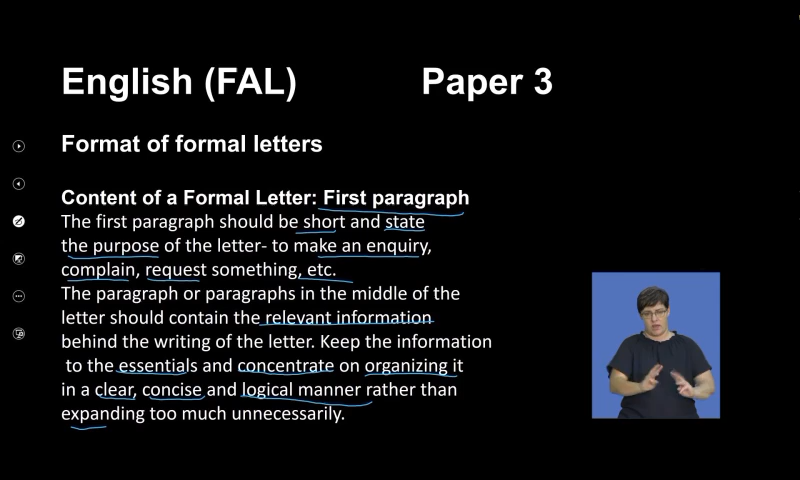 English (FAL) Paper 3
Format of formal letters
Content of a Formal Letter: First paragraph
The first paragraph should be short and state
the purpose of the letter- to make an enquiry,
complain, request something, etc.
The paragraph or paragraphs in the middle of the
letter should contain the relevant information
behind the writing of the letter. Keep the information
to the essentials and concentrate on organizing it
in a clear, concise and logical manner rather than
expanding too much unnecessarily.